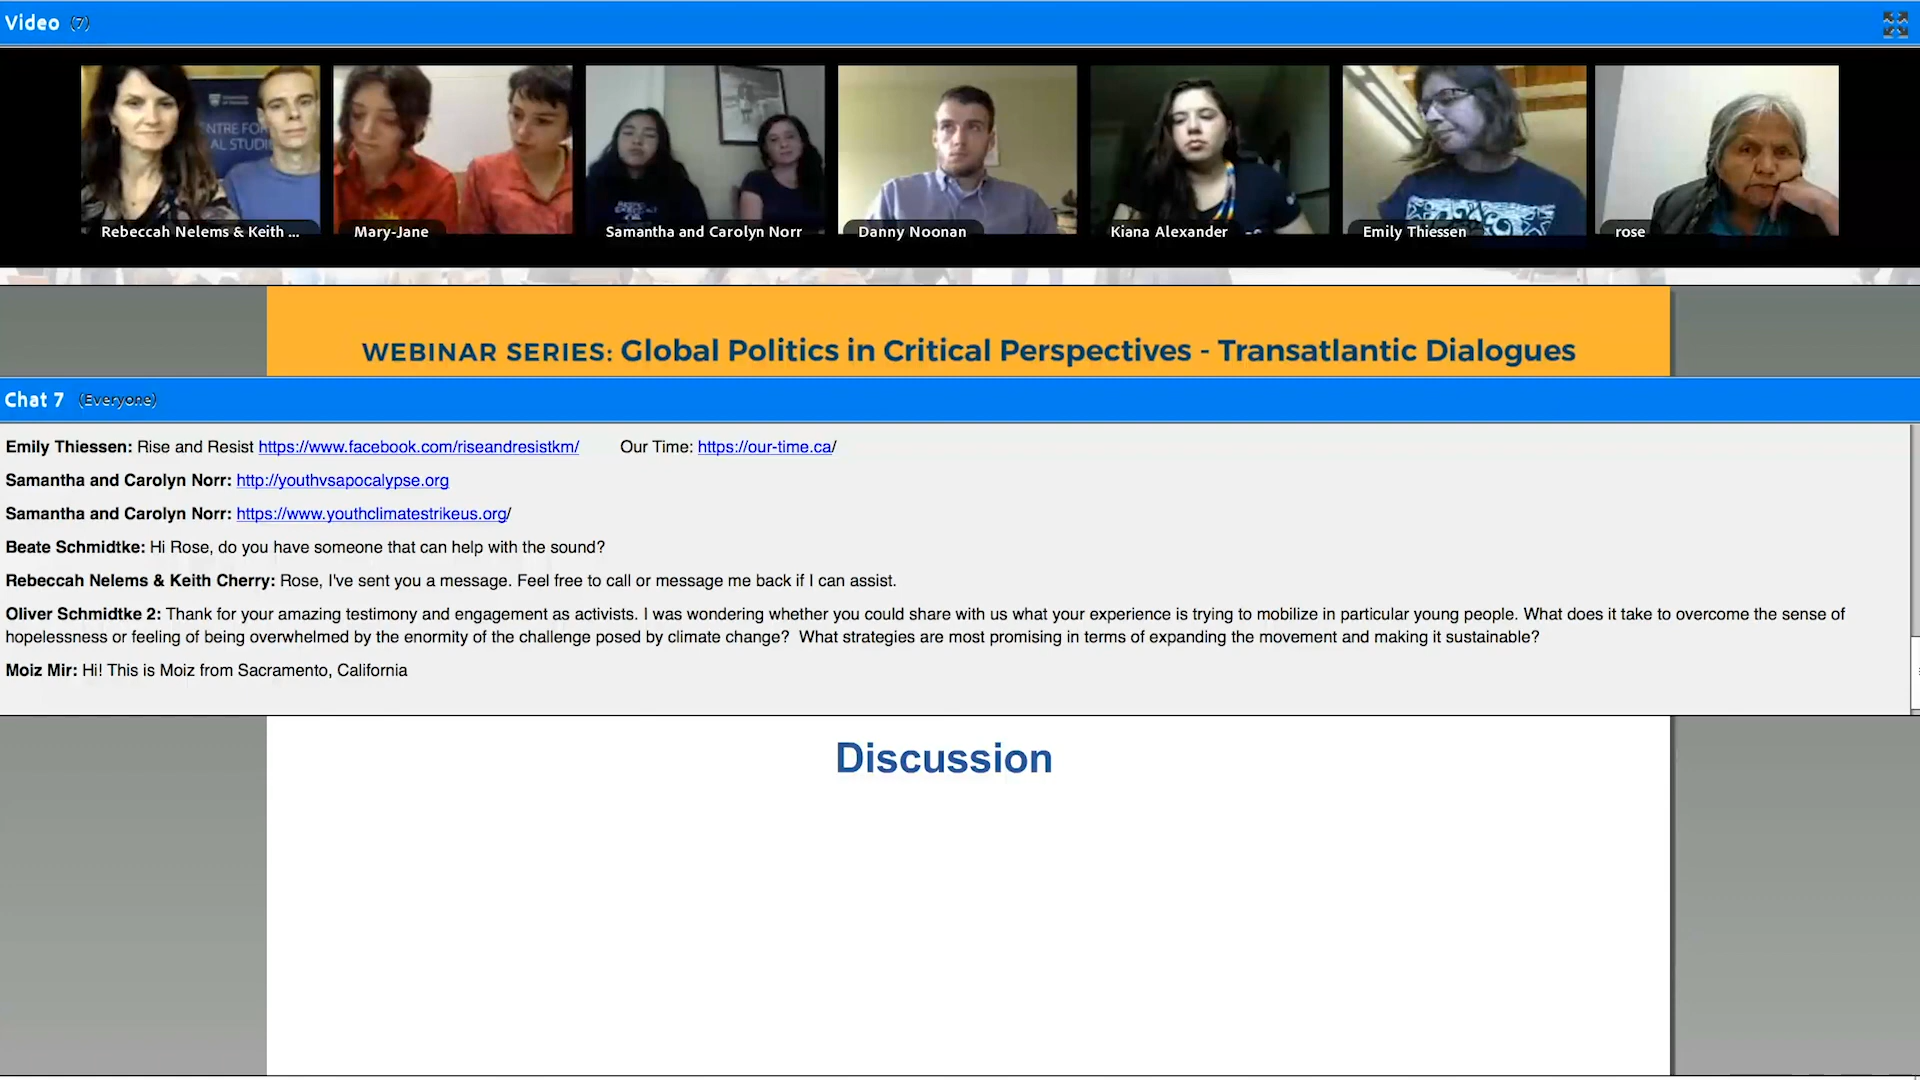 Video (7)
NTRE FO
AL STUDI
Rebeccah Nelems & Keith ...
Mary-Jane
Samantha and Carolyn Norr
Danny Noonan
Kiana Alexander
Emily Thiessen
rose
WEBINAR SERIES: Global Politics in Critical Perspectives - Transatlantic Dialogues
Chat 7 (Everyone)
Emily Thiessen: Rise and Resist https://www.facebook.com/riseandresistkm/ Our Time: https://our-time.ca/
Samantha and Carolyn Norr: http://youthvsapocalypse.org
Samantha and Carolyn Norr: https://www.youthclimatestrikeus.org/
Beate Schmidtke: Hi Rose, do you have someone that can help with the sound?
Rebeccah Nelems & Keith Cherry: Rose, I've sent you a message. Feel free to call or message me back if I can assist.
Oliver Schmidtke 2: Thank for your amazing testimony and engagement as activists. I was wondering whether you could share with us what your experience is trying to mobilize in particular young people. What does it take to overcome the sense of
hopelessness or feeling of being overwhelmed by the enormity of the challenge posed by climate change?  What strategies are most promising in terms of expanding the movement and making it sustainable?
Moiz Mir: Hi! This is Moiz from Sacramento, California
Discussion